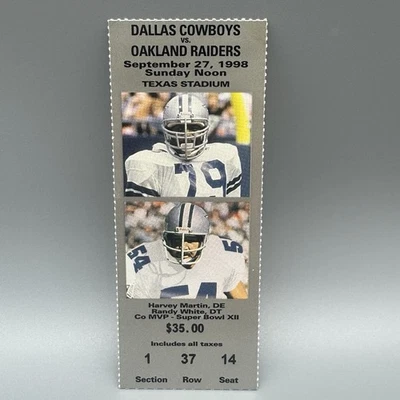 DALLAS COWBOYS
vs.
OAKLAND RAIDERS
September 27, 1998
Sunday Noon
TEXAS STADIUM
79
54
54
Harvey Martin, DE
Randy White, DT
Co MVP - Super Bowl XII
$35.00
Includes all taxes
1 37 14
Section Row Seat